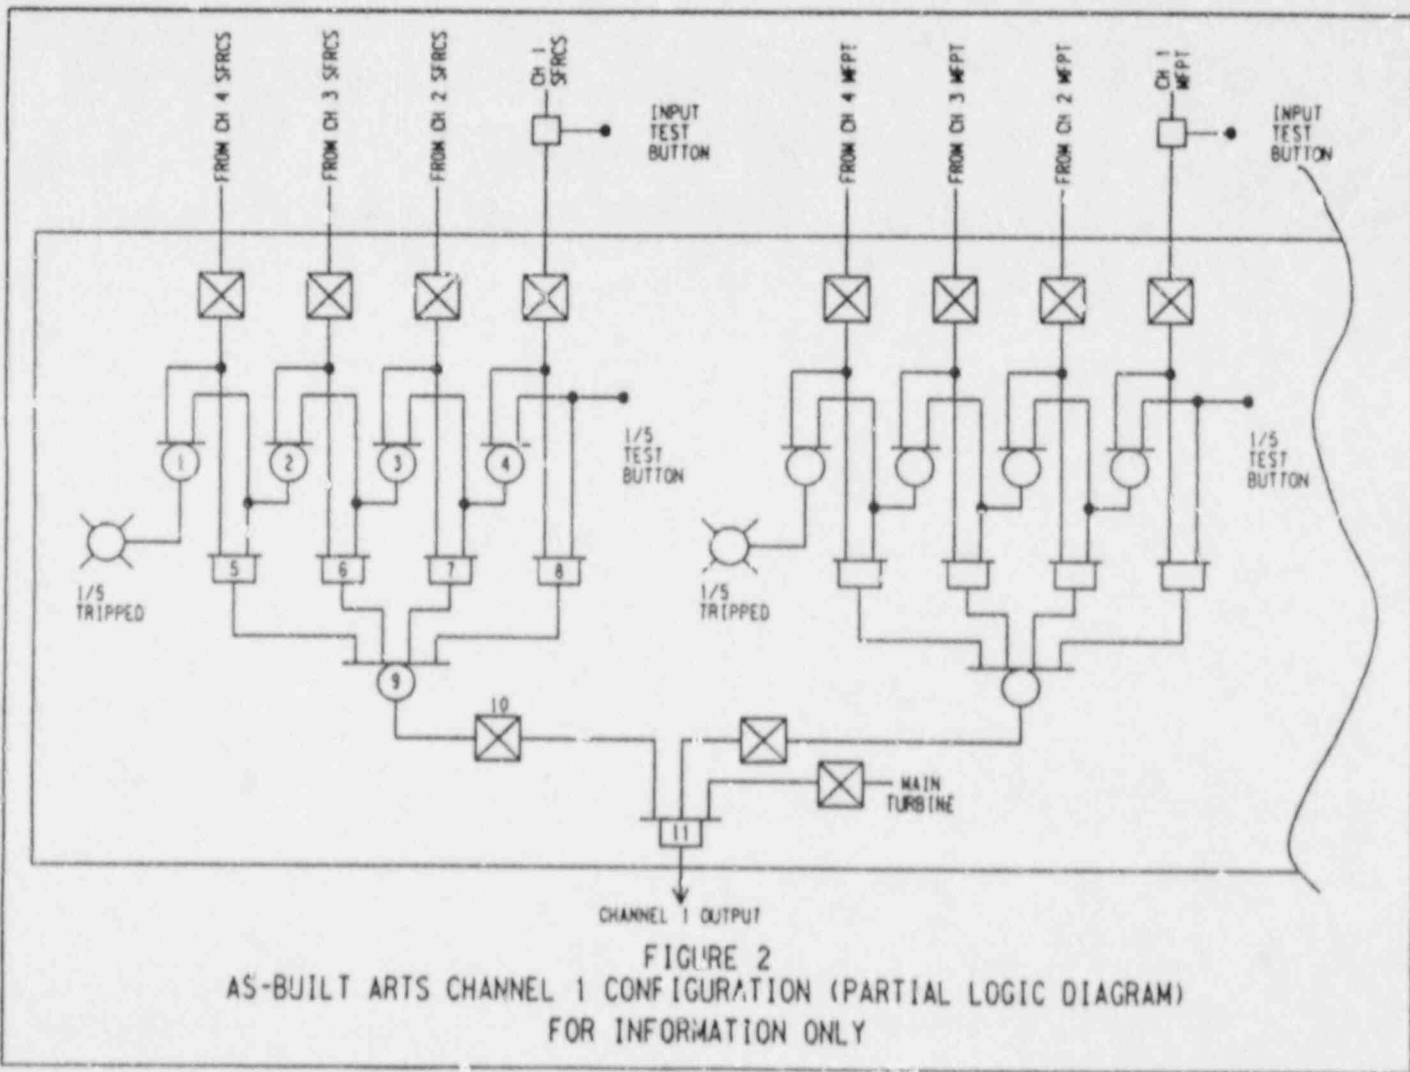 FROM CH 4 SFRCS
FROM CH 3 SFRCS
FROM CH 2 SFRCS
CH 1
SFRCS
INPUT
TEST
BUTTON
FROM CH 4 MFPT
FROM CH 3 MFPT
FROM CH 2 MFPT
CH 1
MFPT
INPUT
TEST
BUTTON
1
2
3
4
1/5
TEST
BUTTON
1/5
TEST
BUTTON
1/5
TRIPPED
5
6
7
8
1/5
TRIPPED
9
10
MAIN
TURBINE
11
CHANNEL 1 OUTPUT
FIGURE 2
AS-BUILT ARTS CHANNEL 1 CONFIGURATION (PARTIAL LOGIC DIAGRAM)
FOR INFORMATION ONLY